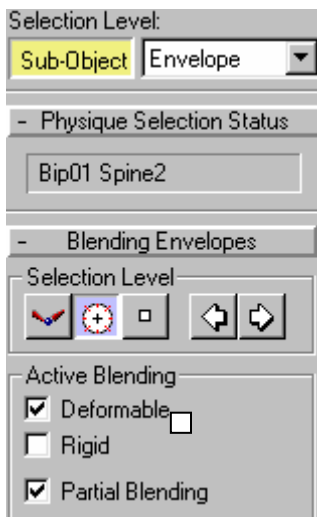 Selection Level:
Sub-Object Envelope
- Physique Selection Status
Bip01 Spine2
- Blending Envelopes
Selection Level
Active Blending
Deformable
Rigid
Partial Blending